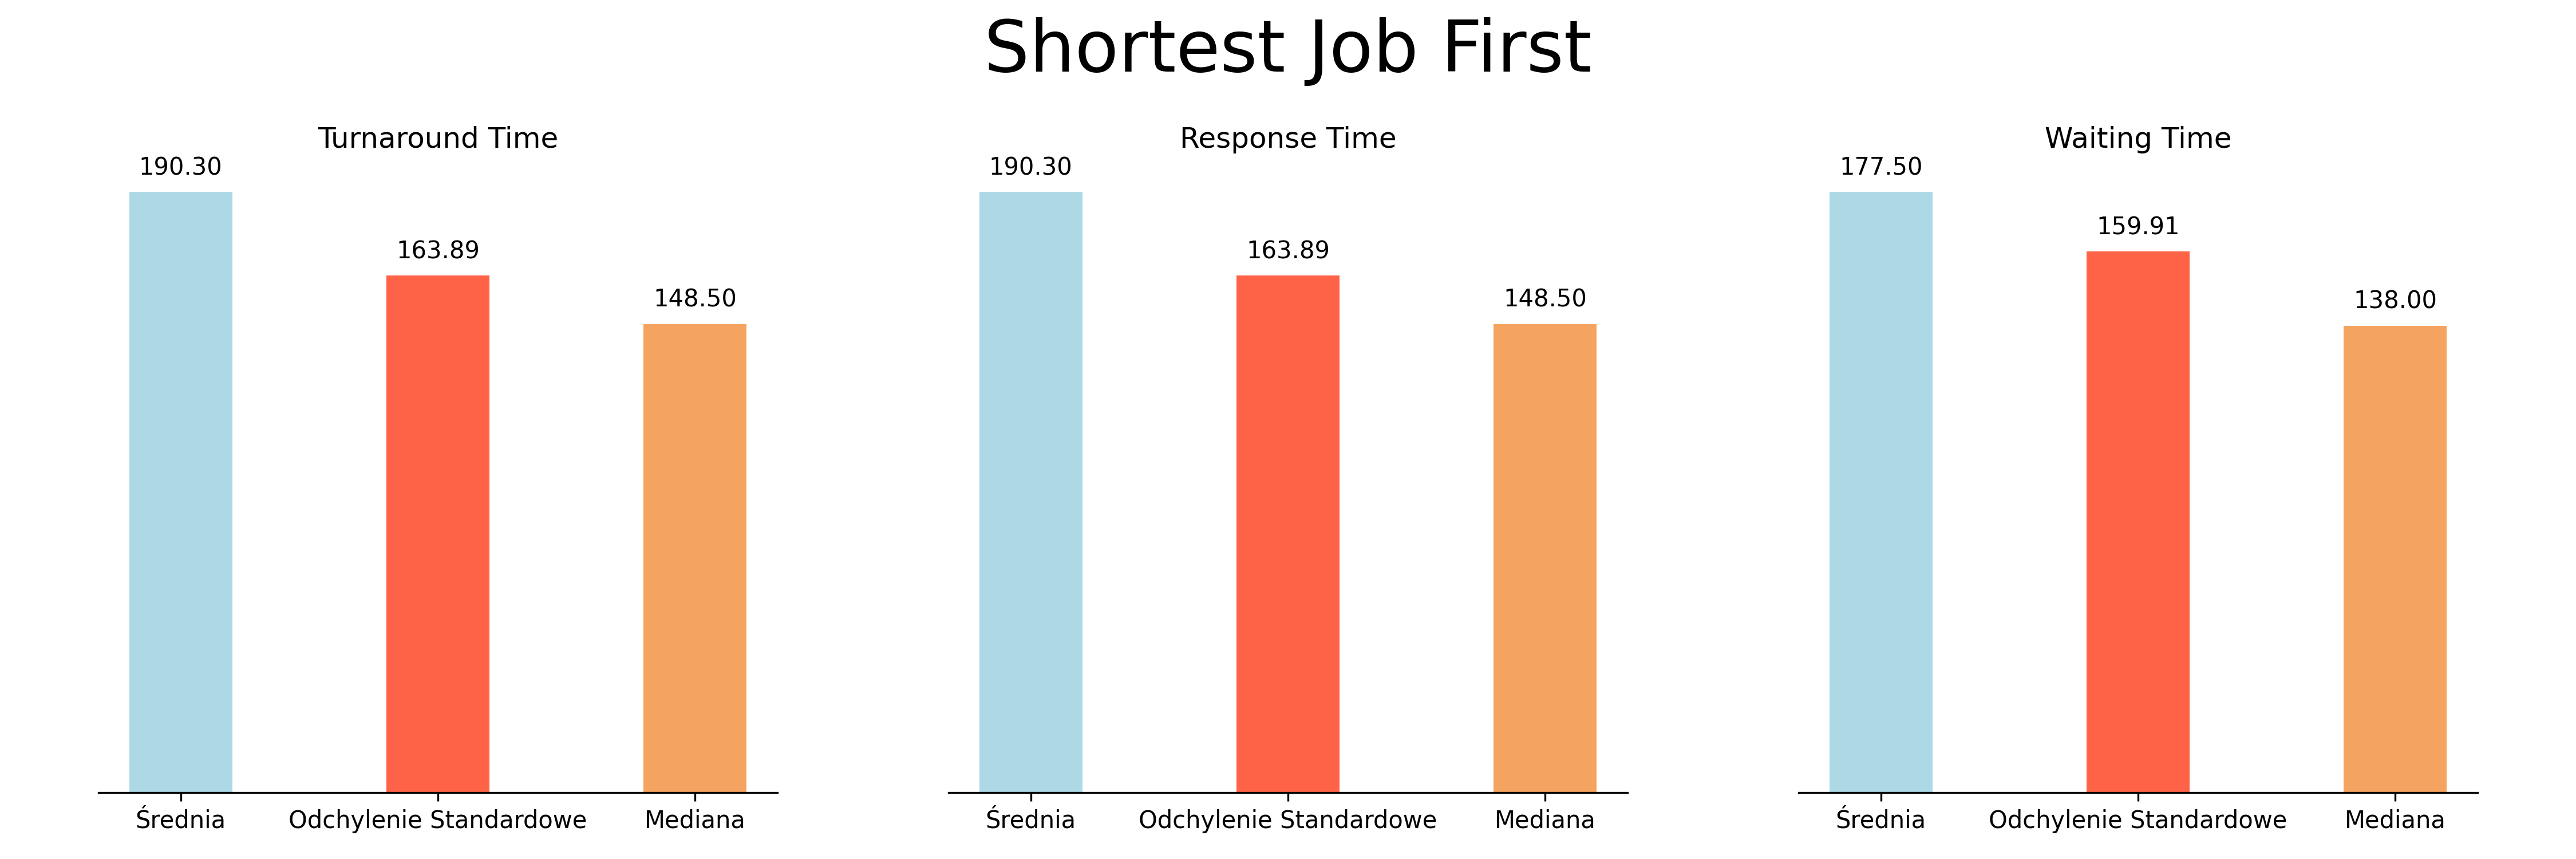 Shortest Job First
Turnaround Time
190.30
163.89
148.50
Średnia
Odchylenie Standardowe
Mediana
Response Time
190.30
163.89
148.50
Średnia
Odchylenie Standardowe
Mediana
Waiting Time
177.50
159.91
138.00
Średnia
Odchylenie Standardowe
Mediana